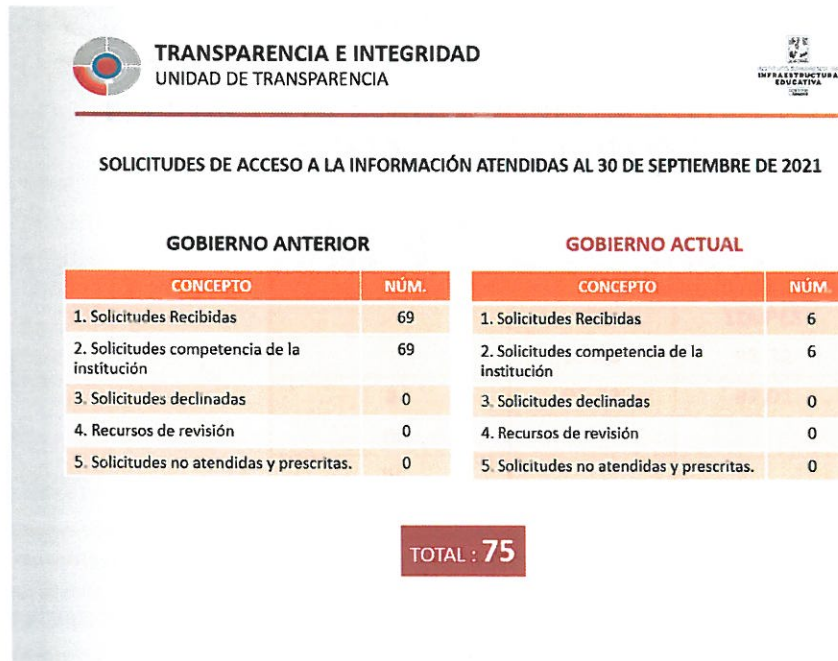 TRANSPARENCIA E INTEGRIDAD
UNIDAD DE TRANSPARENCIA
INFRAESTRUCTURA
EDUCATIVA
SOLICITUDES DE ACCESO A LA INFORMACIÓN ATENDIDAS AL 30 DE SEPTIEMBRE DE 2021
GOBIERNO ANTERIOR
CONCEPTO NÚM.
1. Solicitudes Recibidas 69
2. Solicitudes competencia de la 69
institución
3. Solicitudes declinadas 0
4. Recursos de revisión 0
5. Solicitudes no atendidas y prescritas. 0
GOBIERNO ACTUAL
CONCEPTO NÚM.
1. Solicitudes Recibidas 6
2. Solicitudes competencia de la 6
institución
3. Solicitudes declinadas 0
4. Recursos de revisión 0
5. Solicitudes no atendidas y prescritas. 0
TOTAL : 75